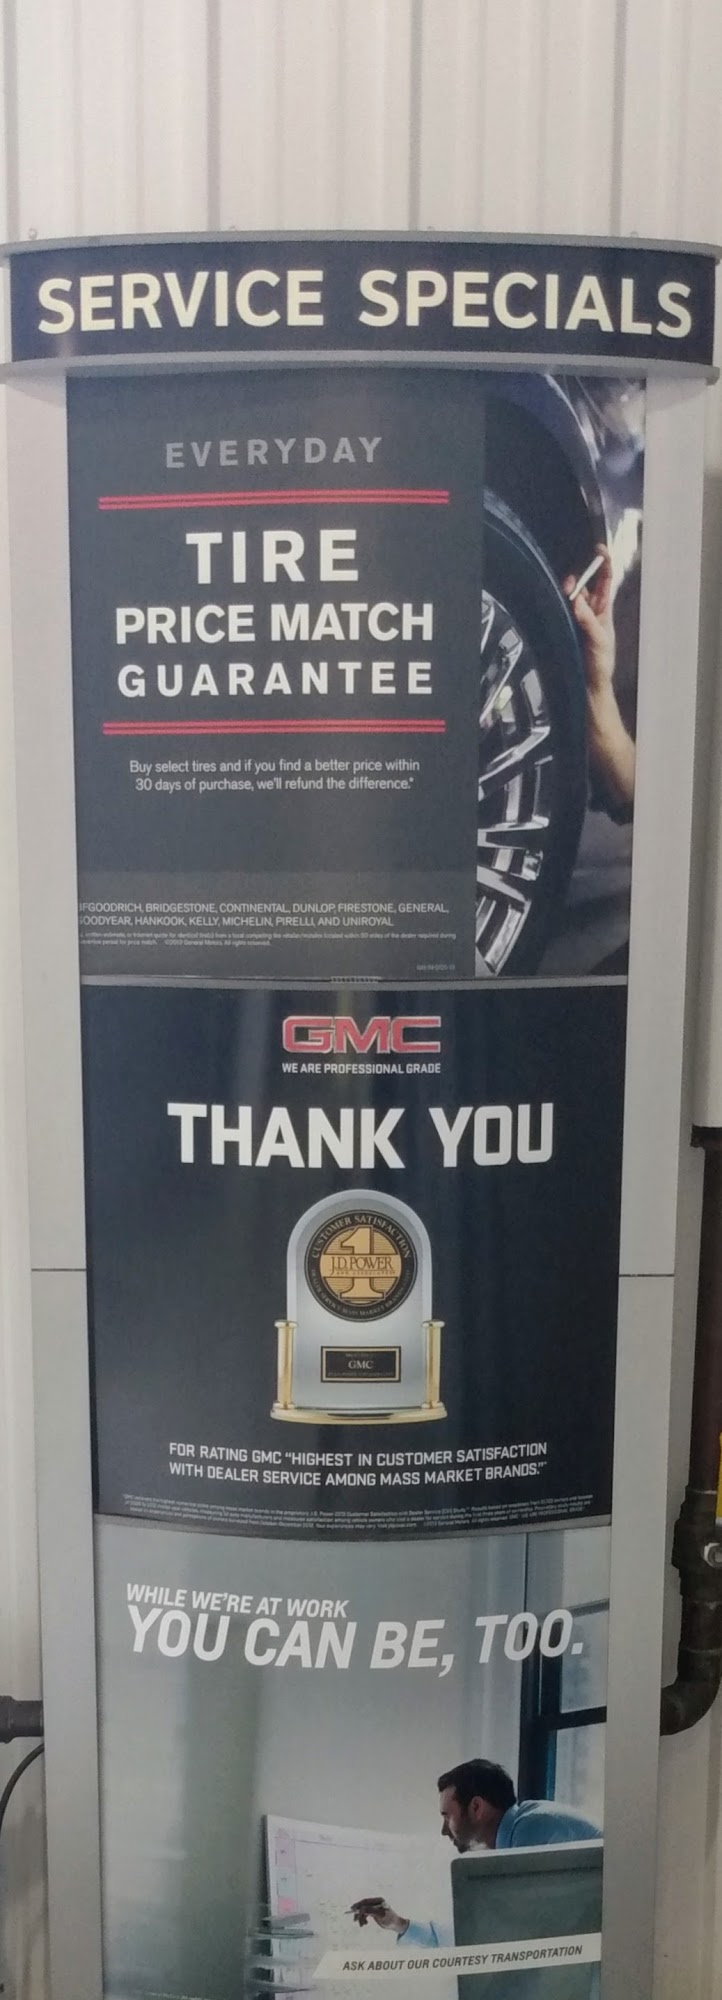 SERVICE SPECIALS
EVERYDAY
TIRE
PRICE MATCH
GUARANTEE
Buy select tires and if you find a better price within
30 days of purchase, we'll refund the difference.*
FGOODRICH, BRIDGESTONE, CONTINENTAL, DUNLOP, FIRESTONE, GENERAL,
OODYEAR, HANKOOK, KELLY, MICHELIN, PIRELLI, AND UNIROYAL
GMC
WE ARE PROFESSIONAL GRADE
THANK YOU
CUSTOMER SATISFACTION
1
J.D. POWER
GMC
FOR RATING GMC “HIGHEST IN CUSTOMER SATISFACTION
WITH DEALER SERVICE AMONG MASS MARKET BRANDS.”*
WHILE WE'RE AT WORK
YOU CAN BE, TOO.
ASK ABOUT OUR COURTESY TRANSPORTATION